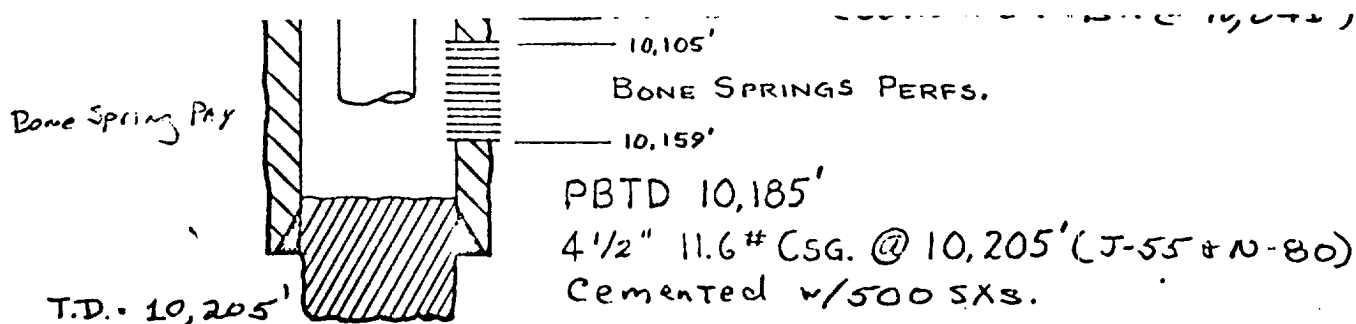 10,105'
BONE SPRINGS PERFS.
Bone Spring PAY
10,159'
PBTD 10,185'
4 1/2" 11.6# CSG. @ 10,205' (J-55 & N-80)
Cemented w/500 SXS.
T.D. 10,205'